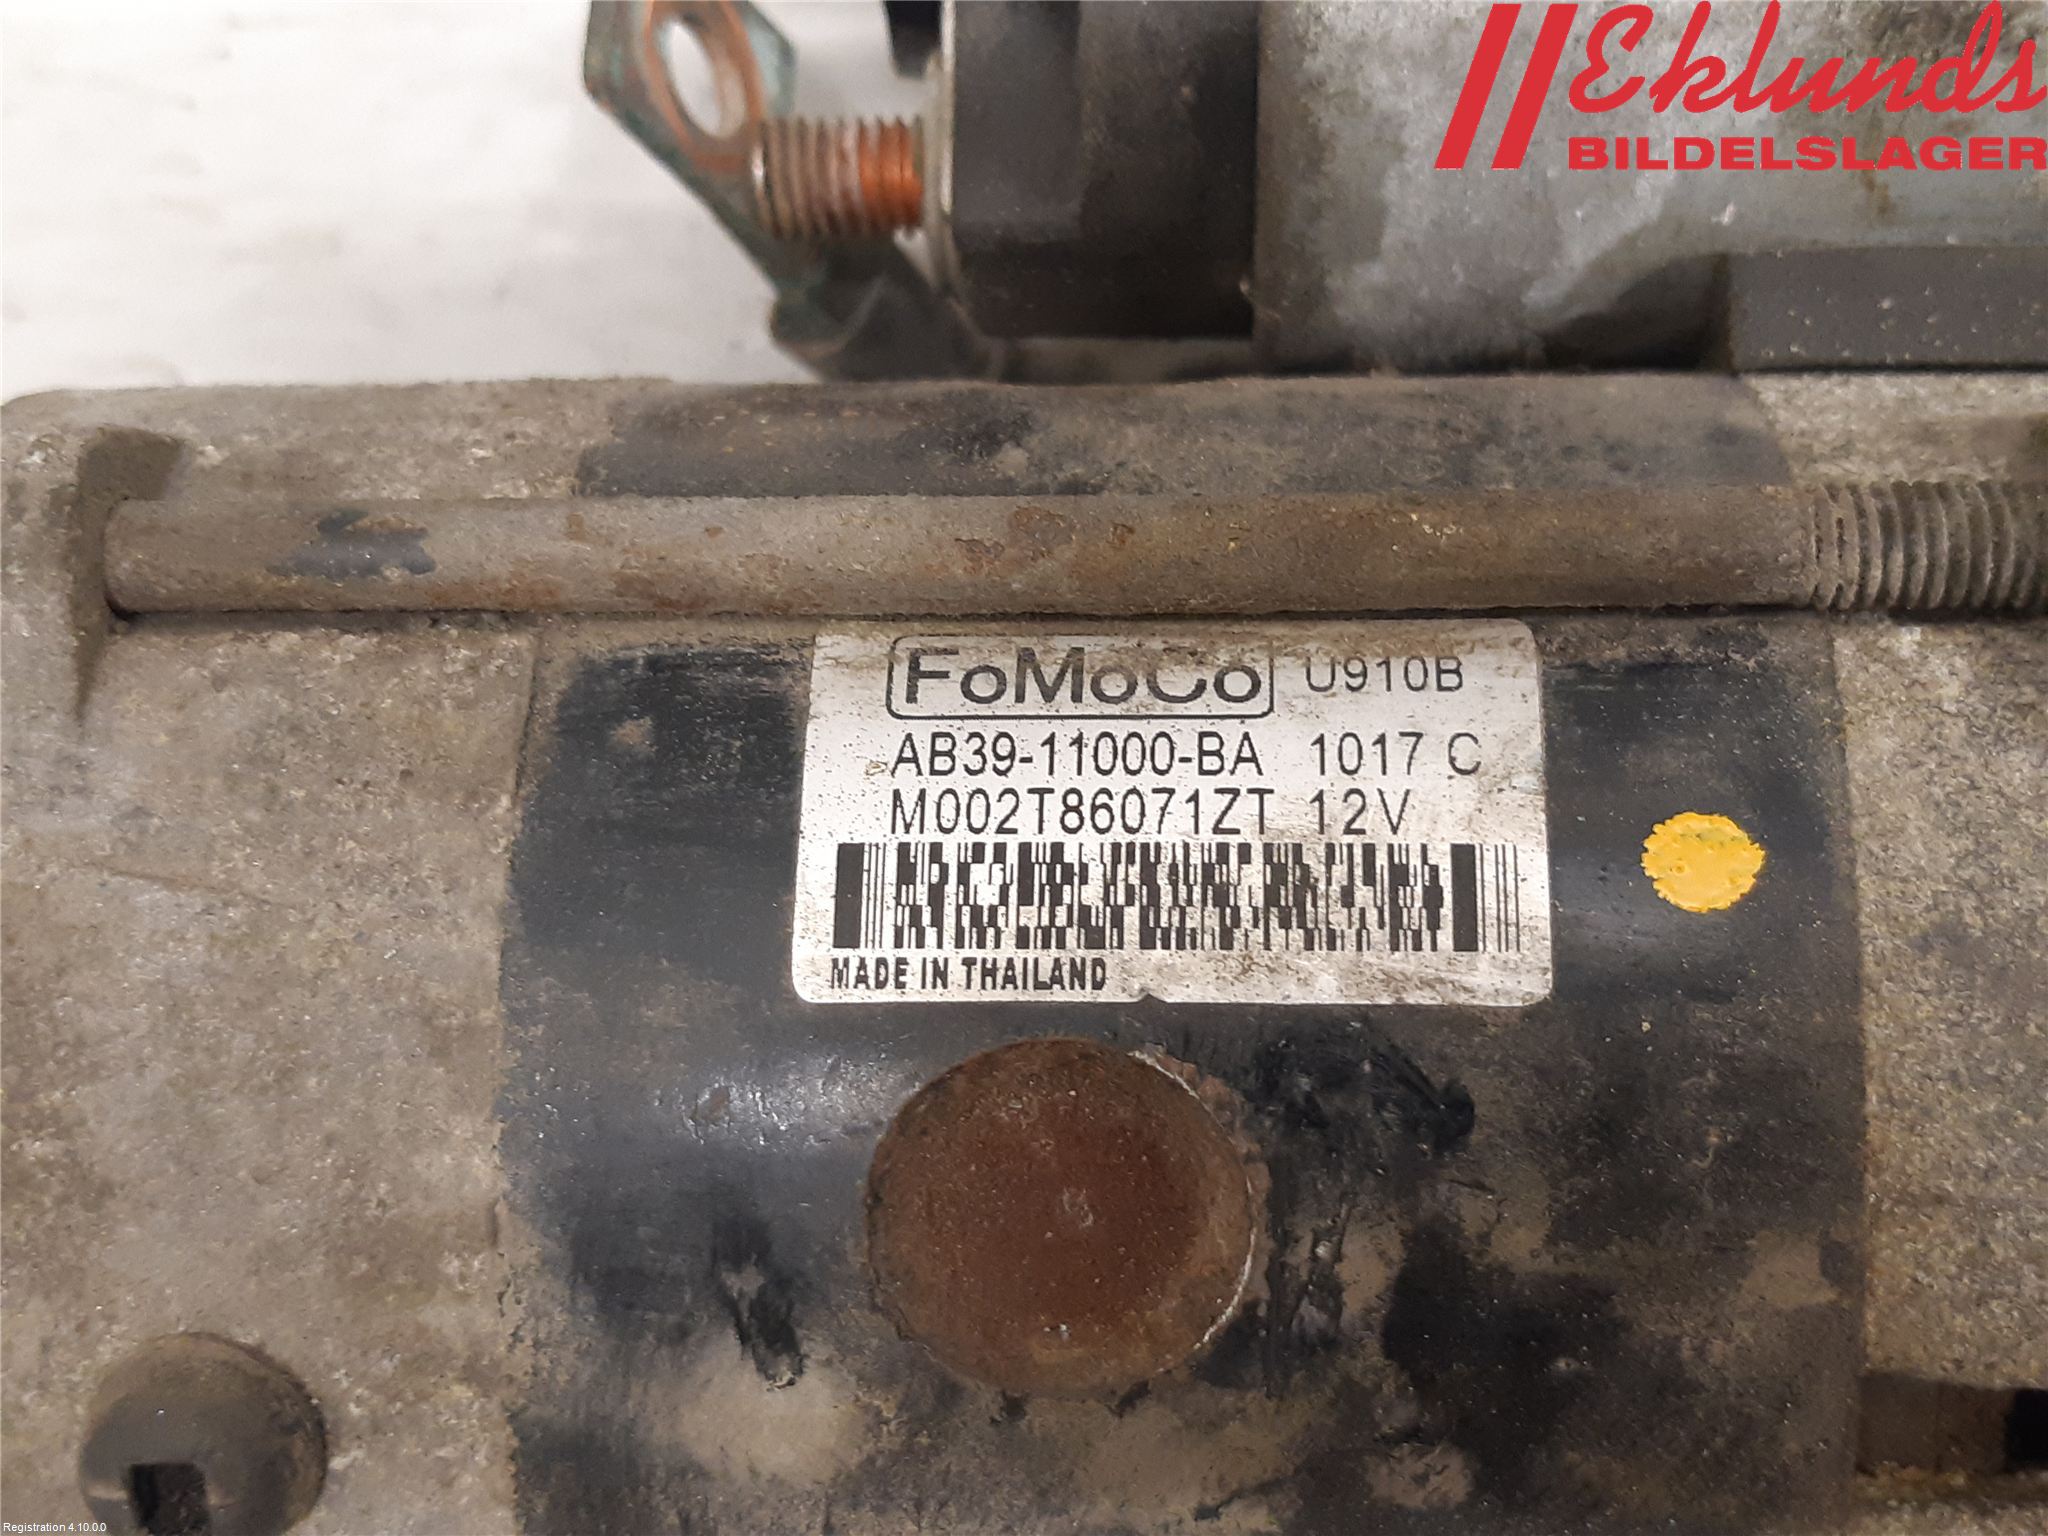 Eklunds
BILDELSLAGER
FoMoCo U910B
AB39-11000-BA 1017 C
M002T86071ZT 12V
MADE IN THAILAND
Registration 4.10.0.0